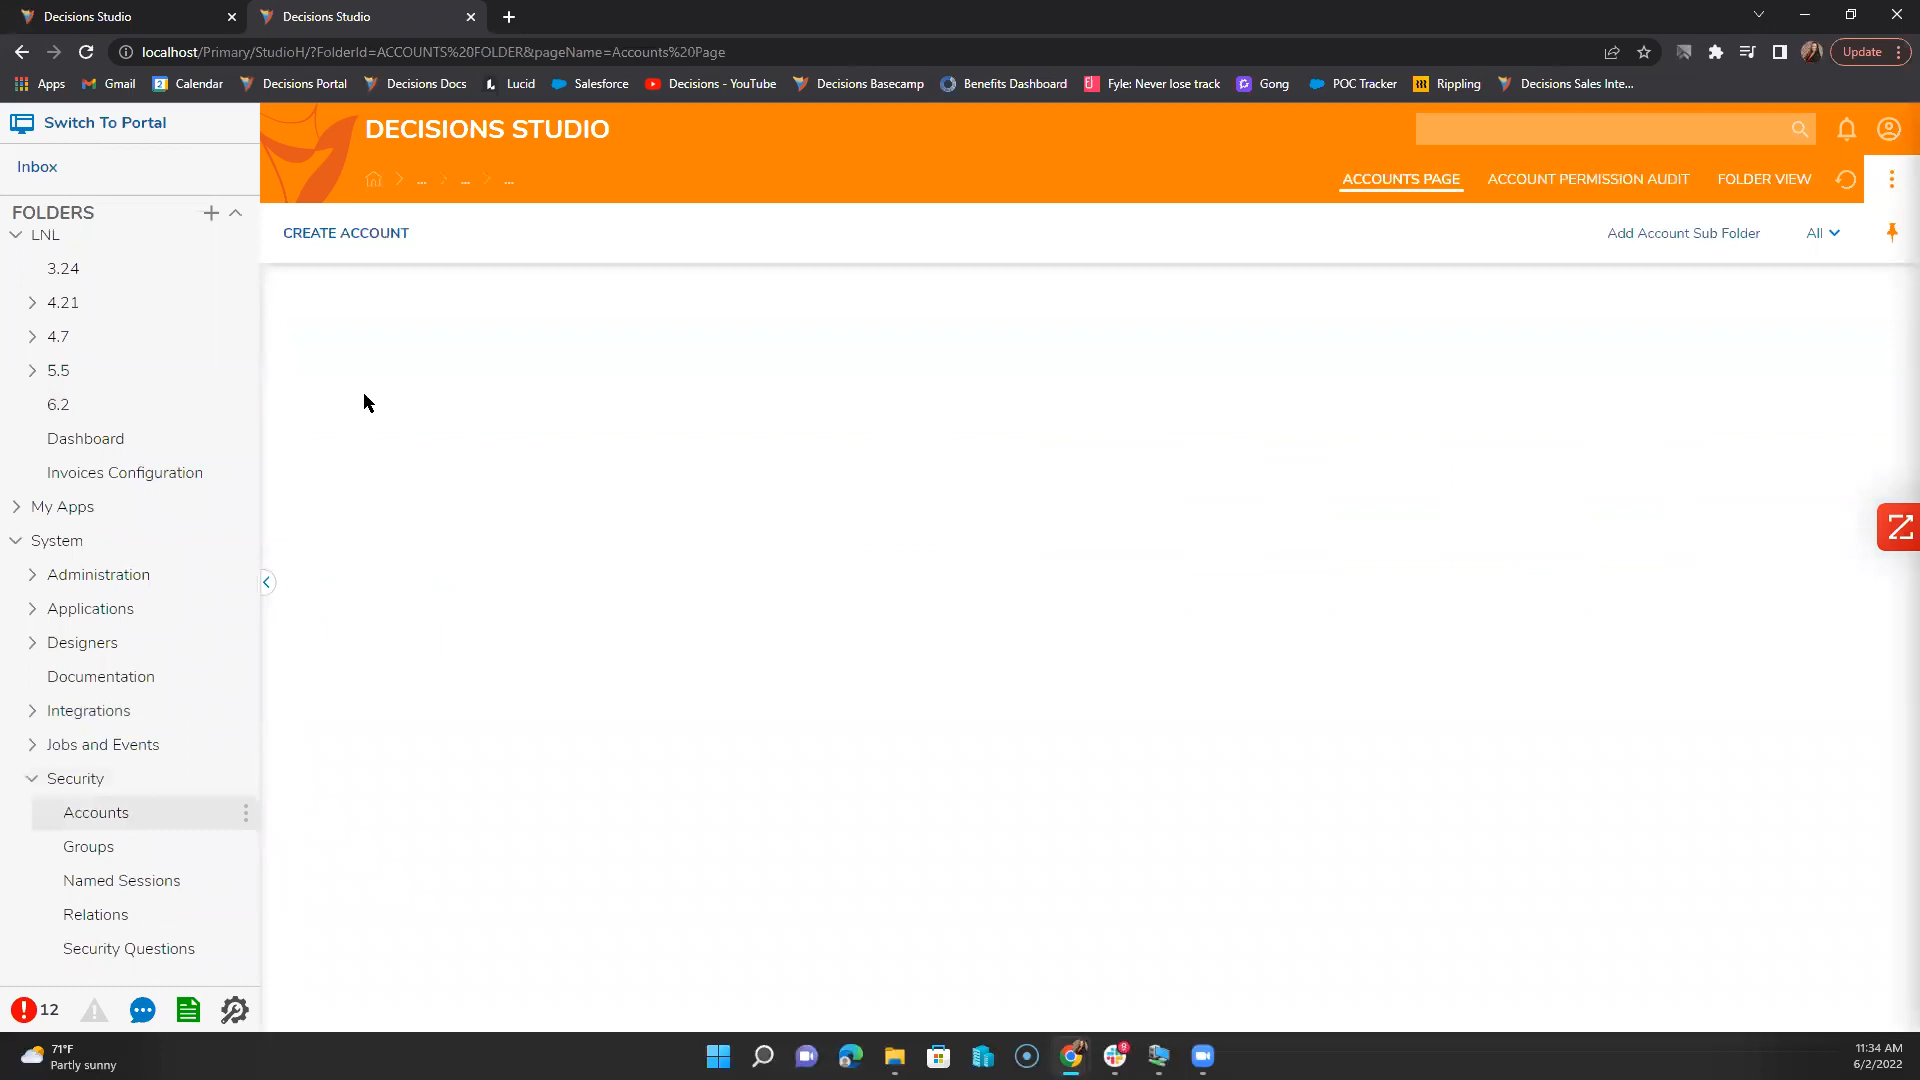 Decisions Studio
Decisions Studio
localhost/Primary/StudioH/?FolderId=ACCOUNTS%20FOLDER&pageName=Accounts%20Page
Update
Apps
Gmail
Calendar
Decisions Portal
Decisions Docs
Lucid
Salesforce
Decisions - YouTube
Decisions Basecamp
Benefits Dashboard
Fyle: Never lose track
Gong
POC Tracker
Rippling
Decisions Sales Inte...
Switch To Portal
DECISIONS STUDIO
Inbox
... ... ...
ACCOUNTS PAGE
ACCOUNT PERMISSION AUDIT
FOLDER VIEW
FOLDERS
CREATE ACCOUNT
Add Account Sub Folder
All
LNL
3.24
4.21
4.7
5.5
6.2
Dashboard
Invoices Configuration
My Apps
System
Administration
Applications
Designers
Documentation
Integrations
Jobs and Events
Security
Accounts
Groups
Named Sessions
Relations
Security Questions
12
71°F
Partly sunny
9
11:34 AM
6/2/2022